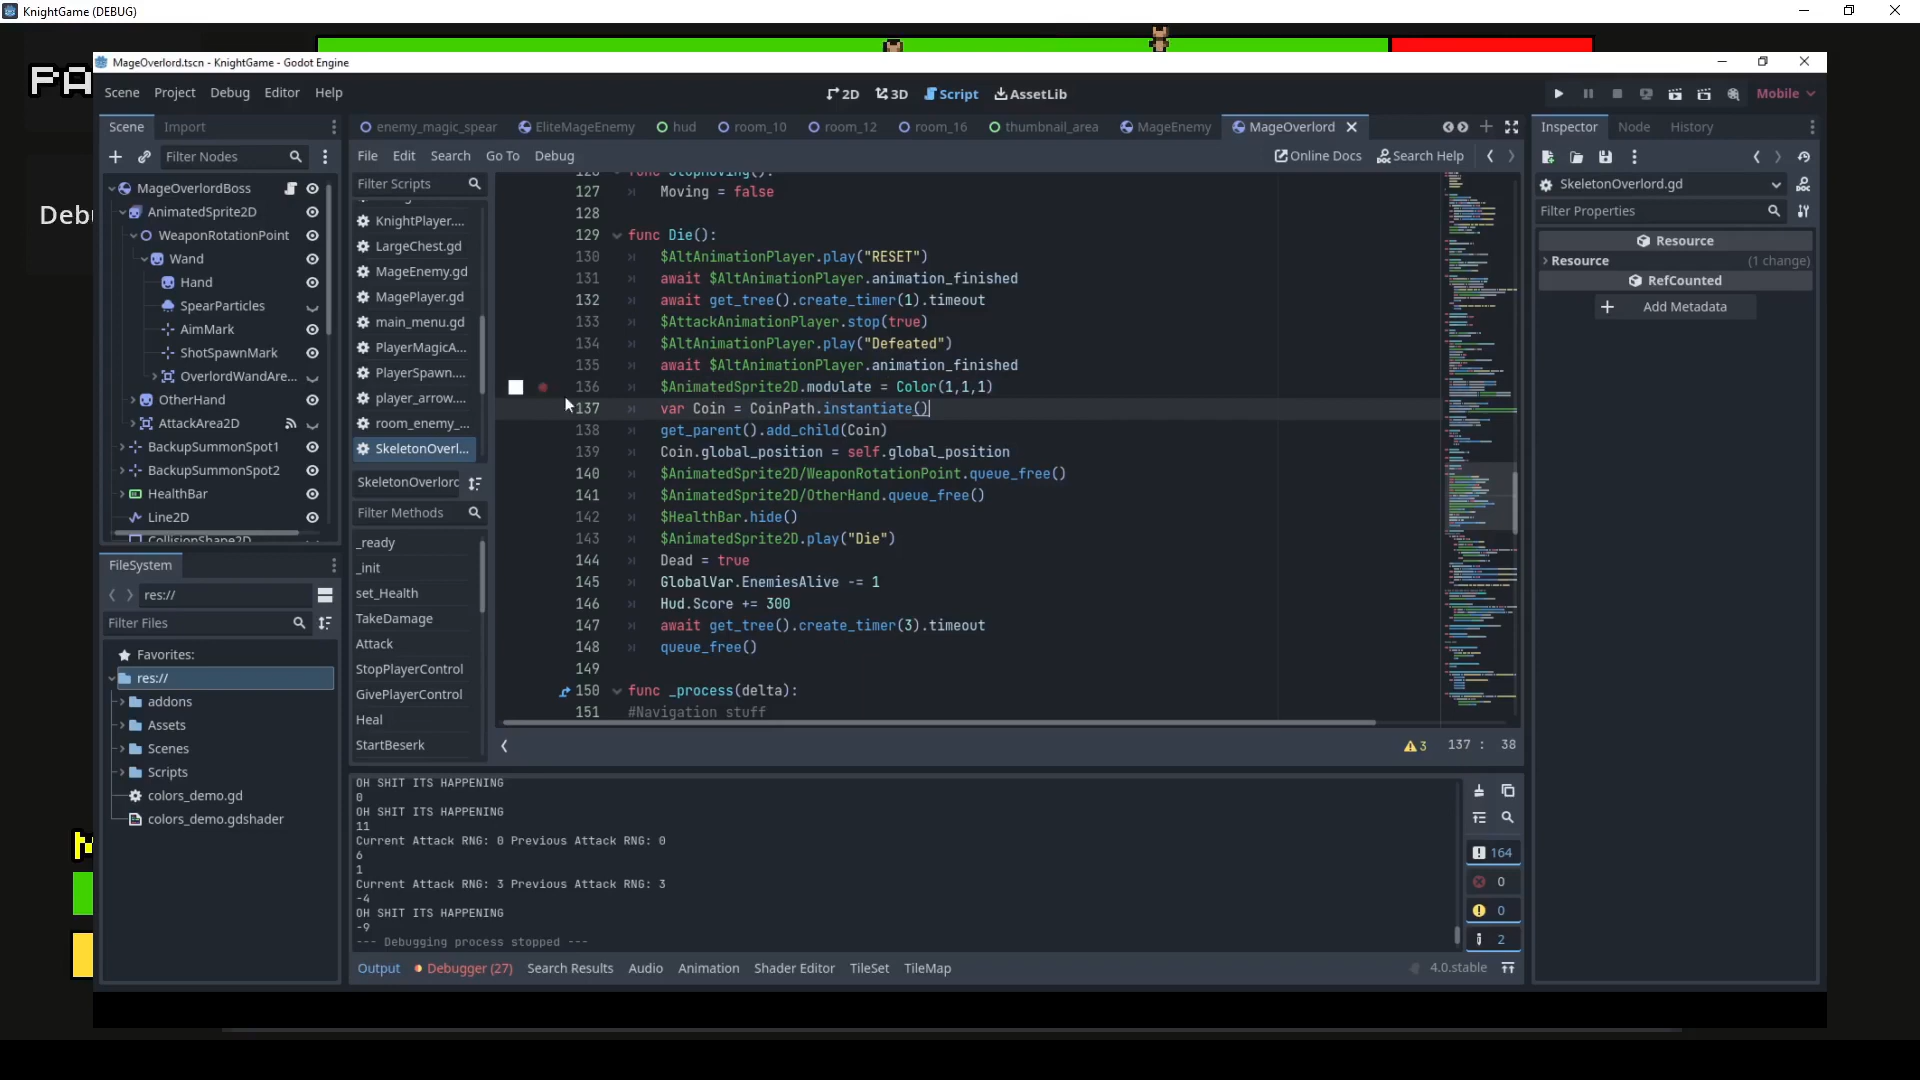 KnightGame (DEBUG)
PA
Debu
MageOverlord.tscn - KnightGame - Godot Engine
Scene Project Debug Editor Help
2D 3D Script AssetLib
Mobile
Scene Import
enemy_magic_spear EliteMageEnemy hud room_10 room_12 room_16 thumbnail_area MageEnemy MageOverlord
Inspector Node History
Filter Nodes
File Edit Search Go To Debug
Online Docs Search Help
Filter Scripts
SkeletonOverlord.gd
Filter Properties
Resource
Resource (1 change)
RefCounted
Add Metadata
MageOverlordBoss
AnimatedSprite2D
WeaponRotationPoint
Wand
Hand
SpearParticles
AimMark
ShotSpawnMark
OverlordWandAre...
OtherHand
AttackArea2D
BackupSummonSpot1
BackupSummonSpot2
HealthBar
Line2D
CollisionShape2D
KnightPlayer....
LargeChest.gd
MageEnemy.gd
MagePlayer.gd
main_menu.gd
PlayerMagicA...
PlayerSpawn....
player_arrow....
room_enemy_...
SkeletonOverl...
SkeletonOverlord
Filter Methods
_ready
_init
set_Health
TakeDamage
Attack
StopPlayerControl
GivePlayerControl
Heal
StartBeserk
126 func StopMoving():
127 Moving = false
128
129 func Die():
130 $AltAnimationPlayer.play("RESET")
131 await $AltAnimationPlayer.animation_finished
132 await get_tree().create_timer(1).timeout
133 $AttackAnimationPlayer.stop(true)
134 $AltAnimationPlayer.play("Defeated")
135 await $AltAnimationPlayer.animation_finished
136 $AnimatedSprite2D.modulate = Color(1,1,1)
137 var Coin = CoinPath.instantiate()
138 get_parent().add_child(Coin)
139 Coin.global_position = self.global_position
140 $AnimatedSprite2D/WeaponRotationPoint.queue_free()
141 $AnimatedSprite2D/OtherHand.queue_free()
142 $HealthBar.hide()
143 $AnimatedSprite2D.play("Die")
144 Dead = true
145 GlobalVar.EnemiesAlive -= 1
146 Hud.Score += 300
147 await get_tree().create_timer(3).timeout
148 queue_free()
149
150 func _process(delta):
151 #Navigation stuff
3 137 : 38
FileSystem
res://
Filter Files
Favorites:
res://
addons
Assets
Scenes
Scripts
colors_demo.gd
colors_demo.gdshader
OH SHIT ITS HAPPENING
0
OH SHIT ITS HAPPENING
11
Current Attack RNG: 0 Previous Attack RNG: 0
6
1
Current Attack RNG: 3 Previous Attack RNG: 3
-4
OH SHIT ITS HAPPENING
-9
--- Debugging process stopped ---
164
0
0
2
Output Debugger (27) Search Results Audio Animation Shader Editor TileSet TileMap
4.0.stable